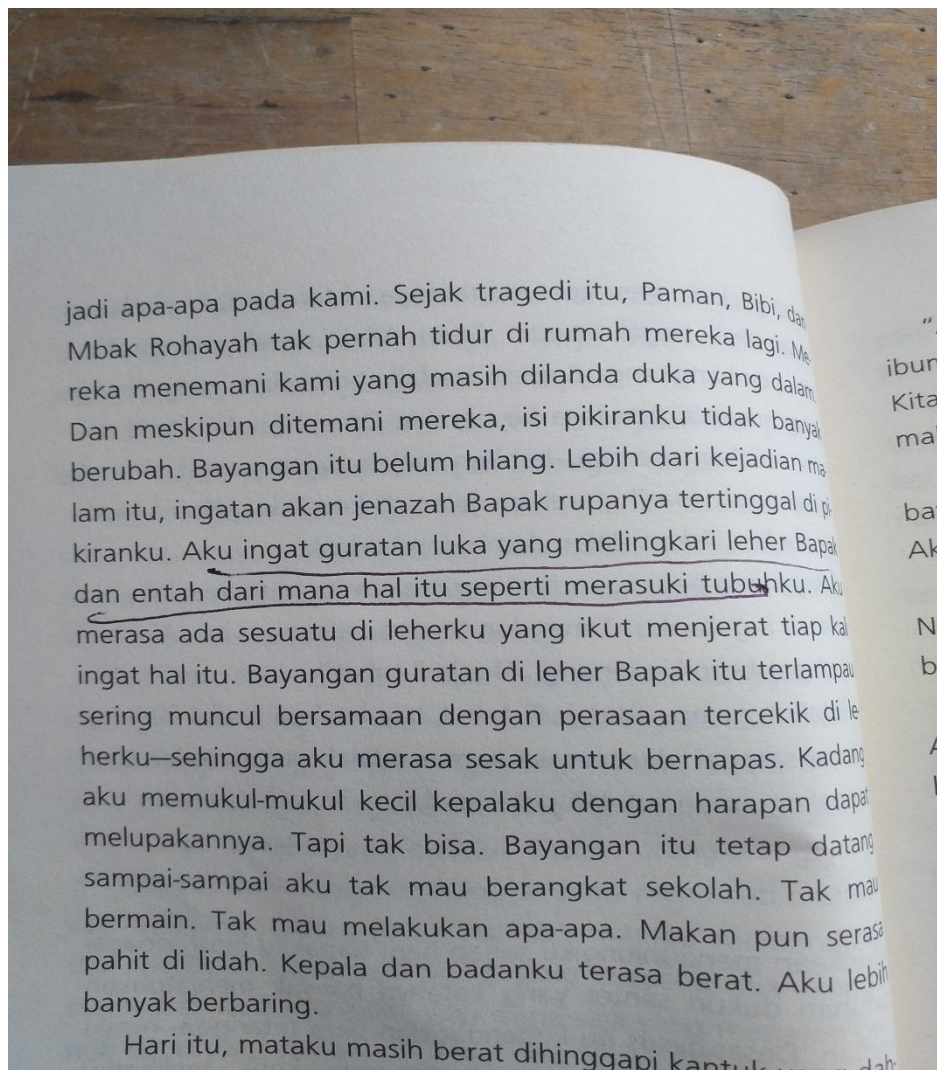 jadi apa-apa pada kami. Sejak tragedi itu, Paman, Bibi, dan
Mbak Rohayah tak pernah tidur di rumah mereka lagi. Me
reka menemani kami yang masih dilanda duka yang dalam
Dan meskipun ditemani mereka, isi pikiranku tidak banyak
berubah. Bayangan itu belum hilang. Lebih dari kejadian ma
lam itu, ingatan akan jenazah Bapak rupanya tertinggal di pi-
kiranku. Aku ingat guratan luka yang melingkari leher Bapak
dan entah dari mana hal itu seperti merasuki tubuhku. Aku
merasa ada sesuatu di leherku yang ikut menjerat tiap kali
ingat hal itu. Bayangan guratan di leher Bapak itu terlampau
sering muncul bersamaan dengan perasaan tercekik di le-
herku—sehingga aku merasa sesak untuk bernapas. Kadang
aku memukul-mukul kecil kepalaku dengan harapan dapat
melupakannya. Tapi tak bisa. Bayangan itu tetap datang
sampai-sampai aku tak mau berangkat sekolah. Tak mau
bermain. Tak mau melakukan apa-apa. Makan pun serasa
pahit di lidah. Kepala dan badanku terasa berat. Aku lebih
banyak berbaring.
Hari itu, mataku masih berat dihinggapi kantuk
ibun
Kita
mal
ba
Ak
N
b